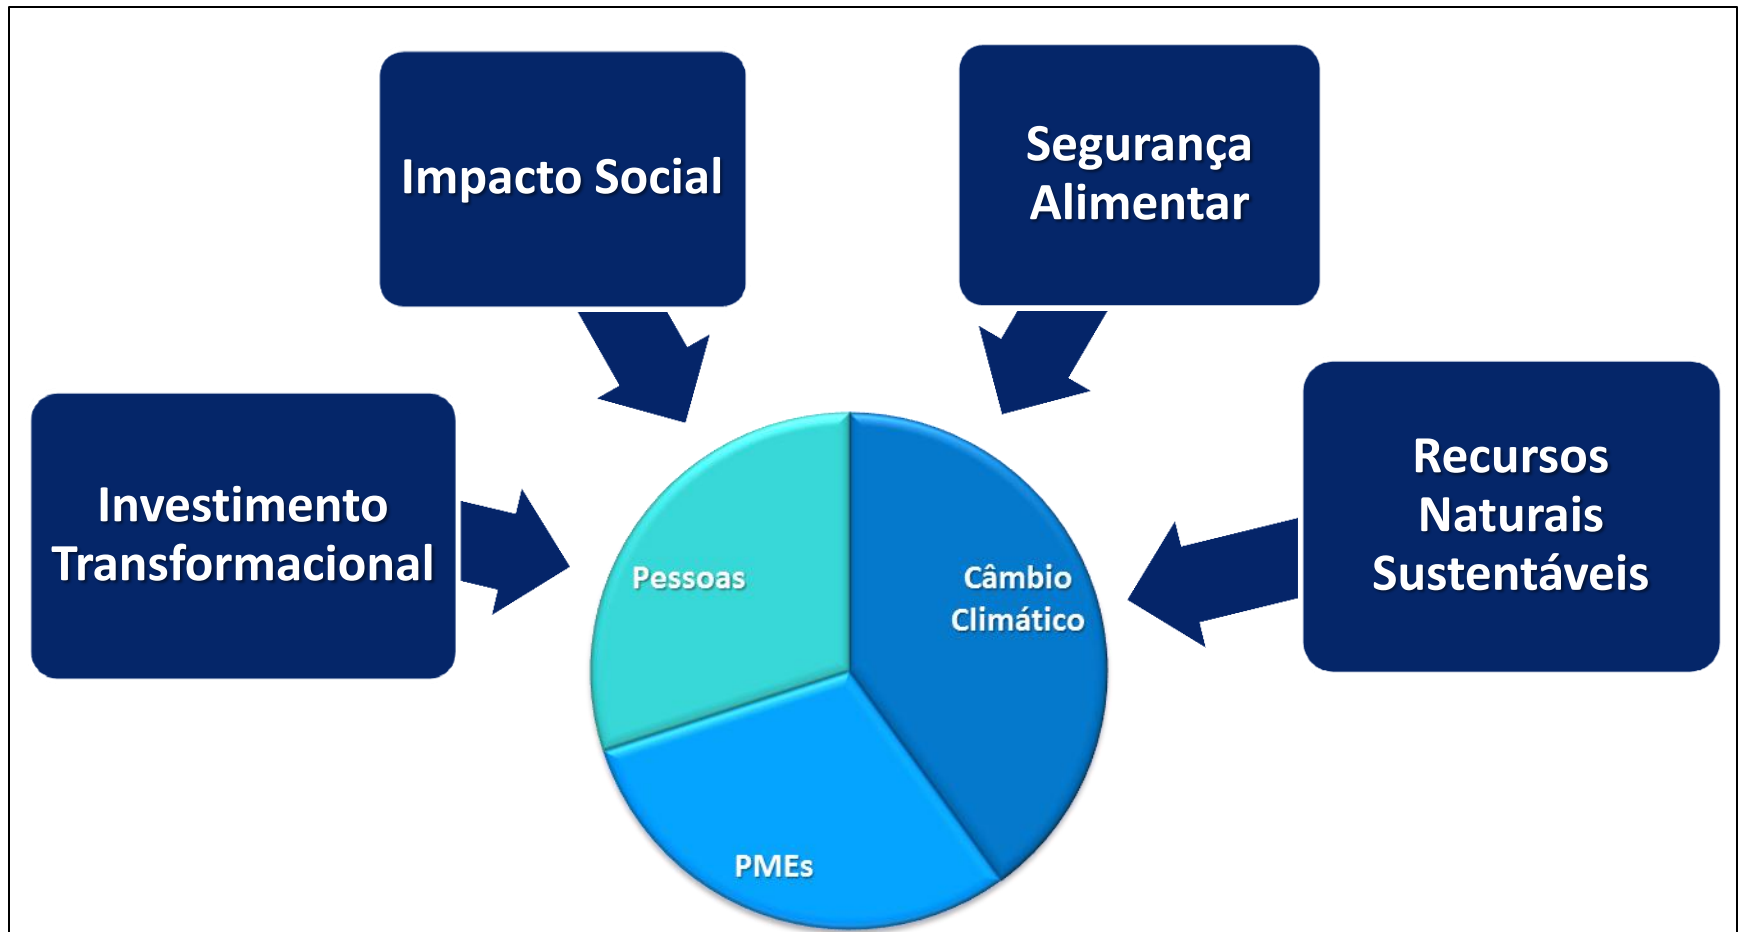 Impacto Social
Segurança
Alimentar
Investimento
Transformacional
Recursos
Naturais
Sustentáveis
Pessoas
Câmbio
Climático
PMEs